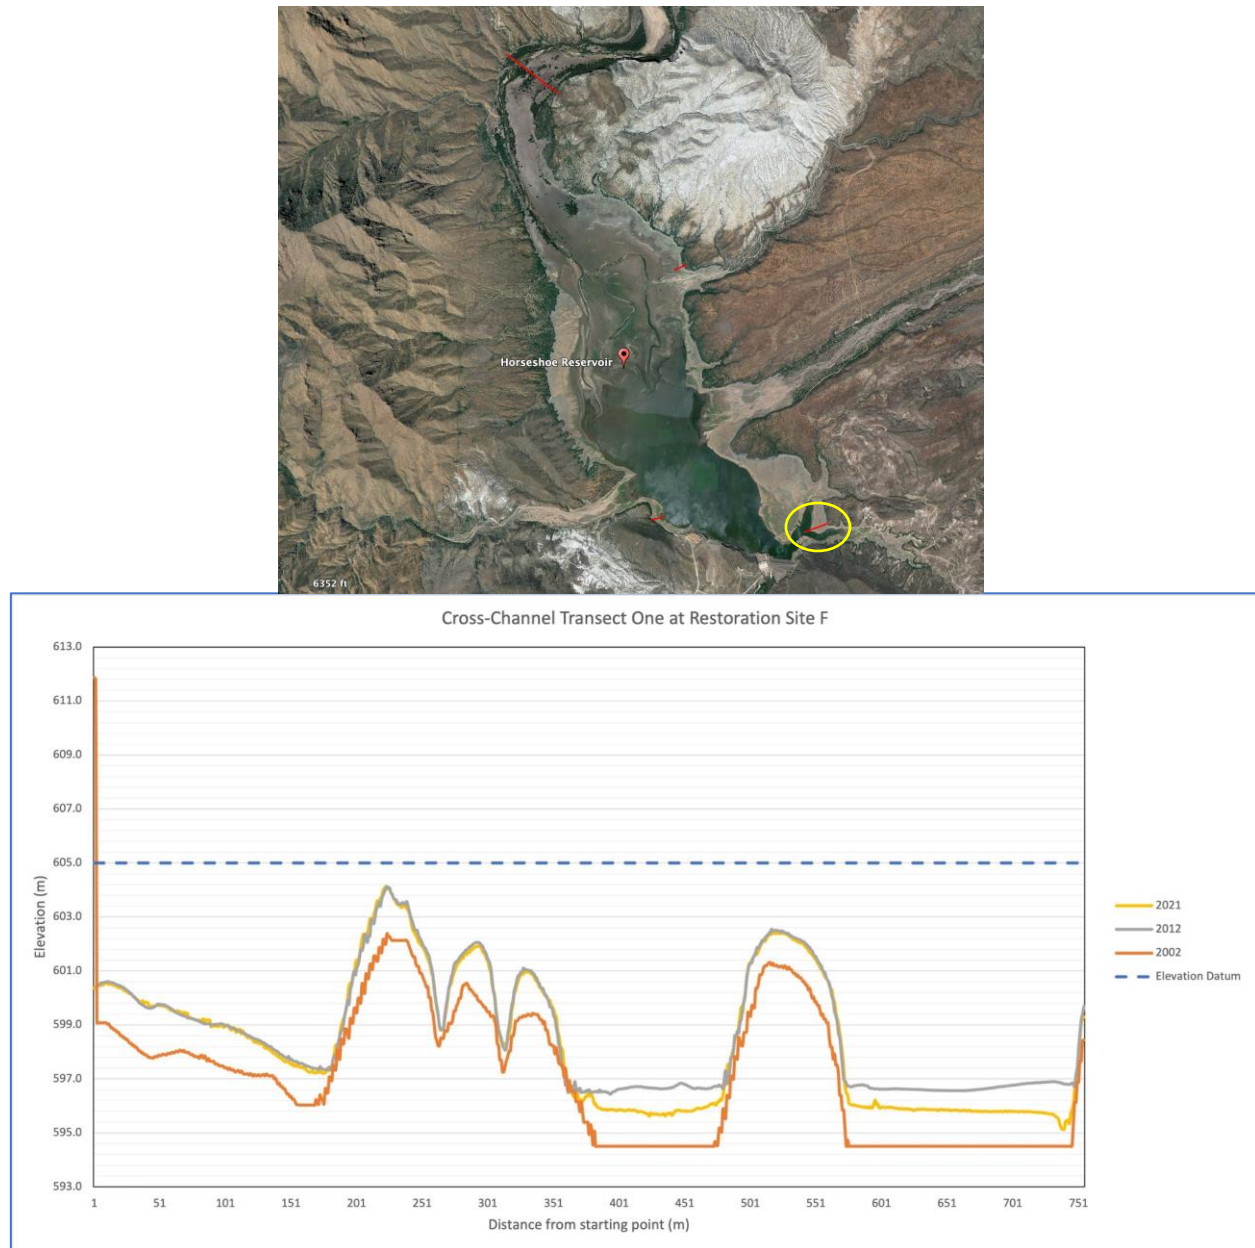 Horseshoe Reservoir
6352 ft
Cross-Channel Transect One at Restoration Site F
613.0
611.0
609.0
607.0
605.0
603.0
601.0
599.0
597.0
595.0
593.0
Elevation (m)
1 51 101 151 201 251 301 351 401 451 501 551 601 651 701 751
Distance from starting point (m)
2021
2012
2002
Elevation Datum